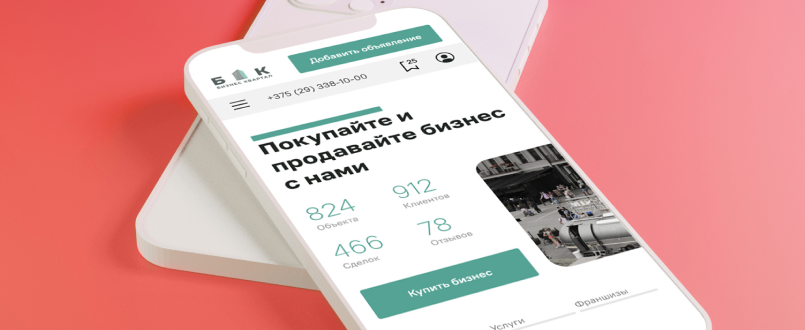 Добавить объявление
Б К
БИЗНЕС КВАРТАЛ
+375 (29) 338-10-00
25
Покупайте и
продавайте бизнес
с нами
824
Объекта
912
Клиентов
466
Сделок
78
Отзывов
Купить бизнес
Услуги
Франшизы